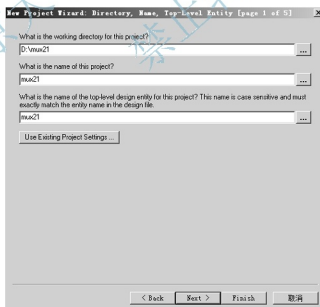 New Project Wizard: Directory, Name, Top-Level Entity [page 1 of 5]
What is the working directory for this project?
D:\mux21
...
What is the name of this project?
mux21
...
What is the name of the top-level design entity for this project? This name is case sensitive and must
exactly match the entity name in the design file.
mux21
...
Use Existing Project Settings ...
< Back Next > Finish 取消